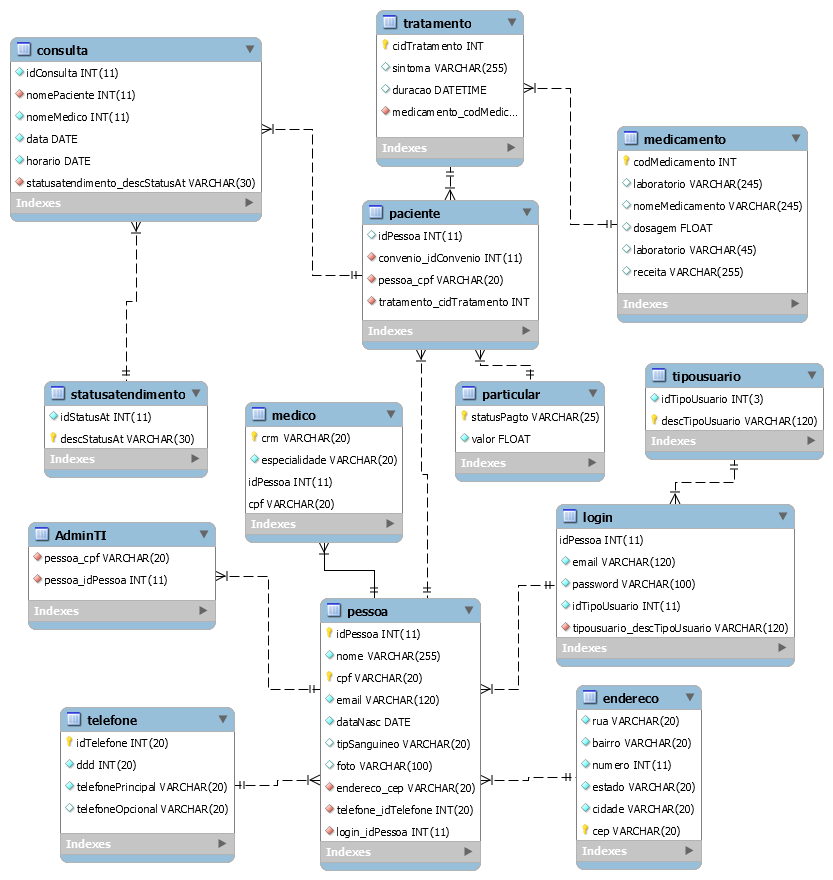 consulta
idConsulta INT(11)
nomePaciente INT(11)
nomeMedico INT(11)
data DATE
horario DATE
statusatendimento_descStatusAt VARCHAR(30)
Indexes
tratamento
cidTratamento INT
sintoma VARCHAR(255)
duracao DATETIME
medicamento_codMedic...
Indexes
medicamento
codMedicamento INT
laboratorio VARCHAR(245)
nomeMedicamento VARCHAR(245)
dosagem FLOAT
laboratorio VARCHAR(45)
receita VARCHAR(255)
Indexes
paciente
idPessoa INT(11)
convenio_idConvenio INT(11)
pessoa_cpf VARCHAR(20)
tratamento_cidTratamento INT
Indexes
statusatendimento
idStatusAt INT(11)
descStatusAt VARCHAR(30)
Indexes
medico
crm VARCHAR(20)
especialidade VARCHAR(20)
idPessoa INT(11)
cpf VARCHAR(20)
Indexes
particular
statusPagto VARCHAR(25)
valor FLOAT
Indexes
tipousuario
idTipoUsuario INT(3)
descTipoUsuario VARCHAR(120)
Indexes
AdminTI
pessoa_cpf VARCHAR(20)
pessoa_idPessoa INT(11)
Indexes
login
idPessoa INT(11)
email VARCHAR(120)
password VARCHAR(100)
idTipoUsuario INT(11)
tipousuario_descTipoUsuario VARCHAR(120)
Indexes
pessoa
idPessoa INT(11)
nome VARCHAR(255)
cpf VARCHAR(20)
email VARCHAR(120)
dataNasc DATE
tipSanguineo VARCHAR(20)
foto VARCHAR(100)
endereco_cep VARCHAR(20)
telefone_idTelefone INT(20)
login_idPessoa INT(11)
Indexes
telefone
idTelefone INT(20)
ddd INT(20)
telefonePrincipal VARCHAR(20)
telefoneOpcional VARCHAR(20)
Indexes
endereco
rua VARCHAR(20)
bairro VARCHAR(20)
numero INT(11)
estado VARCHAR(20)
cidade VARCHAR(20)
cep VARCHAR(20)
Indexes